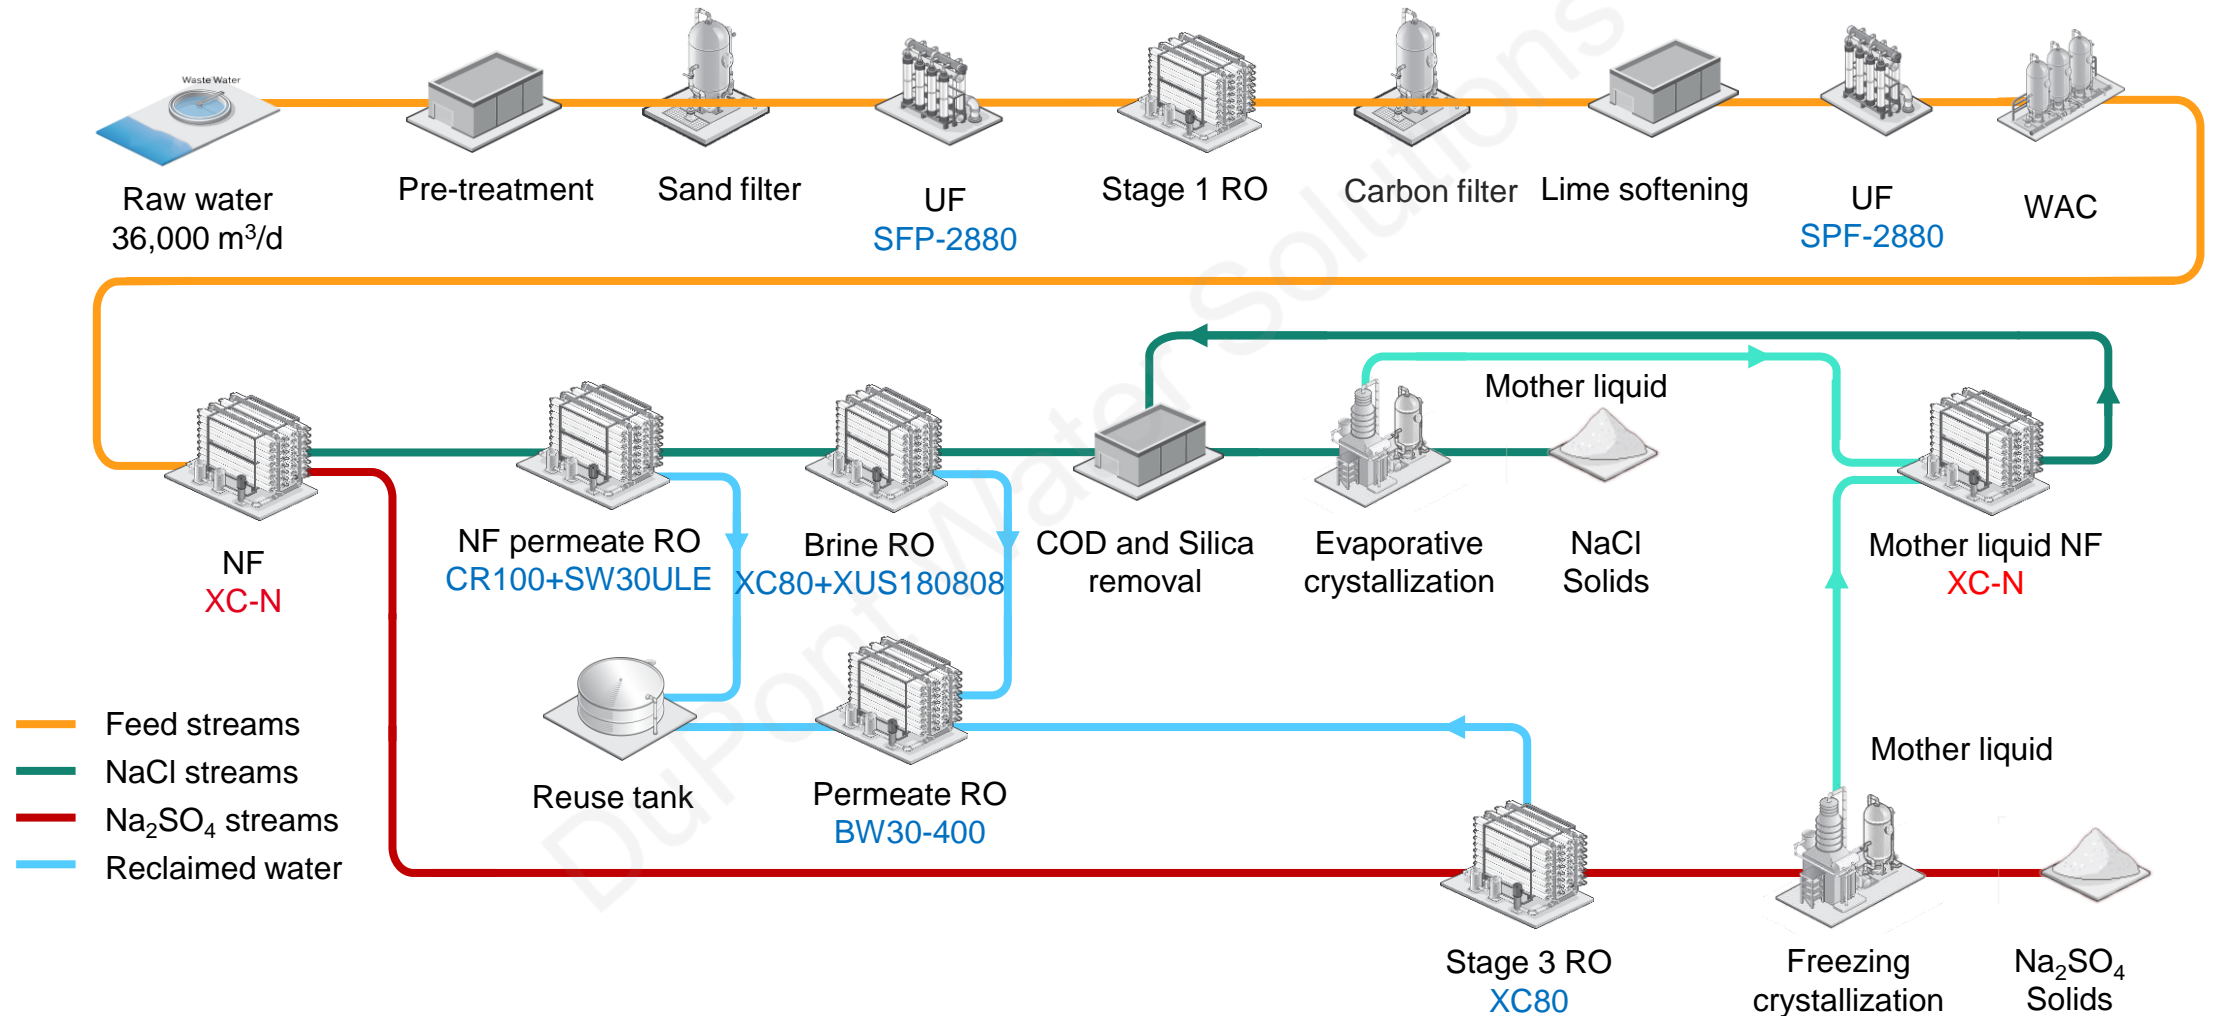 Waste Water
Raw water
36,000 m³/d
Pre-treatment
Sand filter
UF
SFP-2880
Stage 1 RO
Carbon filter
Lime softening
UF
SPF-2880
WAC
NF
XC-N
NF permeate RO
CR100+SW30ULE
Brine RO
XC80+XUS180808
COD and Silica
removal
Evaporative
crystallization
Mother liquid
NaCl
Solids
Mother liquid NF
XC-N
Feed streams
NaCl streams
Na₂SO₄ streams
Reclaimed water
Reuse tank
Permeate RO
BW30-400
Stage 3 RO
XC80
Mother liquid
Freezing
crystallization
Na₂SO₄
Solids
DuPont Water Solutions